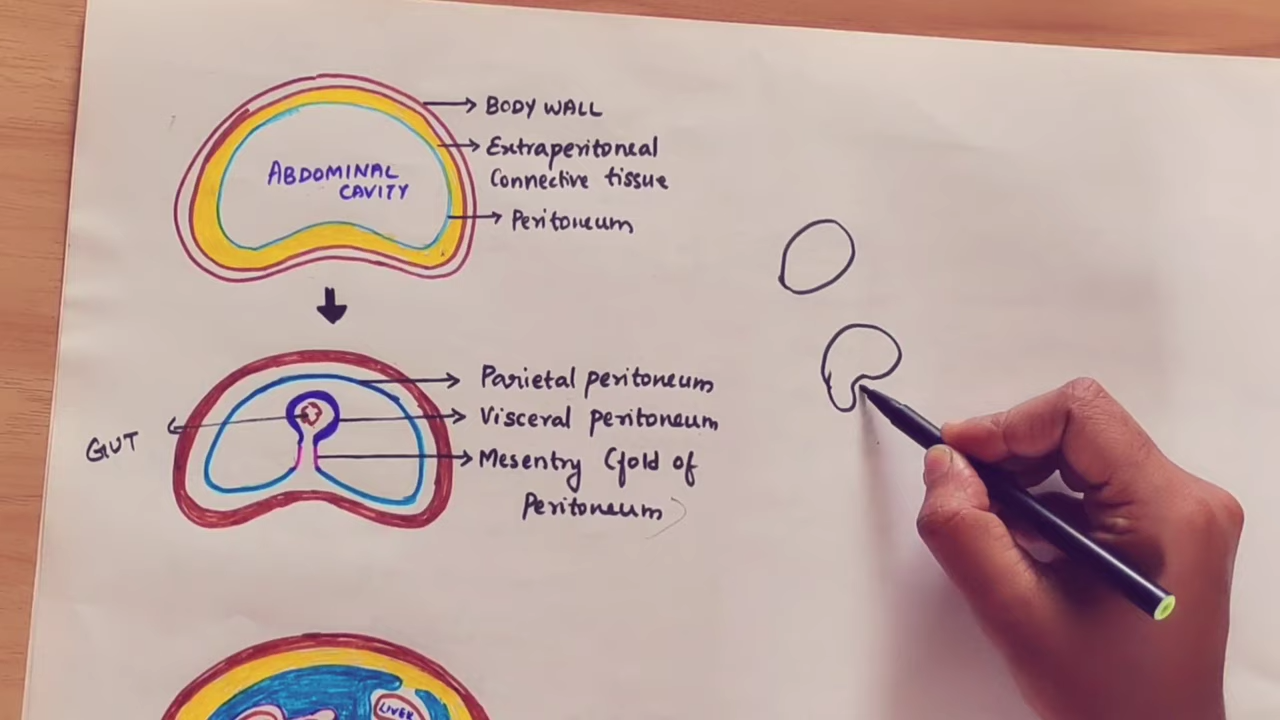 BODY WALL
Extraperitoneal
Connective tissue
Peritoneum
ABDOMINAL
CAVITY
Parietal peritoneum
Visceral peritoneum
GUT
Mesentry (fold of
Peritoneum)
LIVER